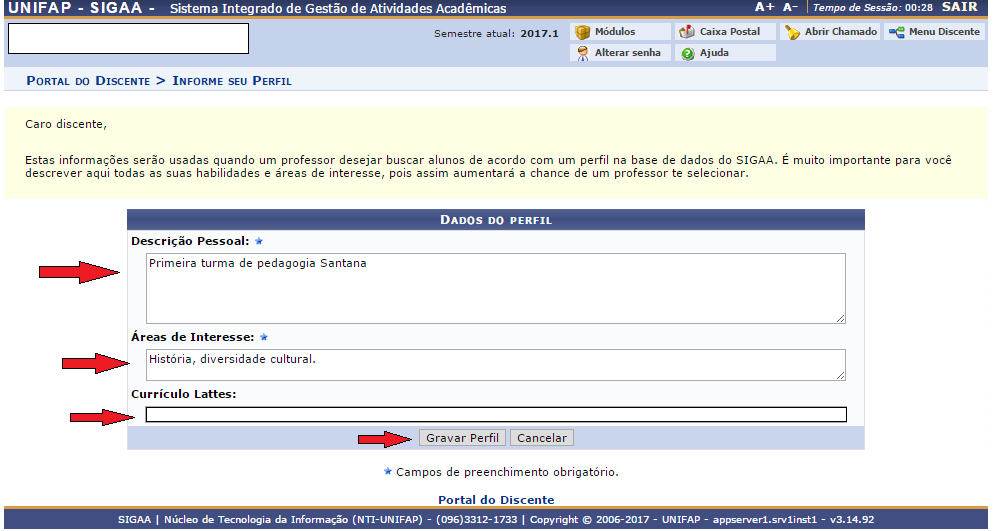 UNIFAP - SIGAA - Sistema Integrado de Gestão de Atividades Acadêmicas A+ A- Tempo de Sessão: 00:28 SAIR
Semestre atual: 2017.1 Módulos Caixa Postal Abrir Chamado Menu Discente
Alterar senha Ajuda
Portal do Discente > Informe seu Perfil
Caro discente,
Estas informações serão usadas quando um professor desejar buscar alunos de acordo com um perfil na base de dados do SIGAA. É muito importante para você
descrever aqui todas as suas habilidades e áreas de interesse, pois assim aumentará a chance de um professor te selecionar.
Dados do perfil
Descrição Pessoal:
Primeira turma de pedagogia Santana
Áreas de Interesse:
História, diversidade cultural.
Currículo Lattes:
Gravar Perfil Cancelar
Campos de preenchimento obrigatório.
Portal do Discente
SIGAA | Núcleo de Tecnologia da Informação (NTI-UNIFAP) - (096)3312-1733 | Copyright © 2006-2017 - UNIFAP - appserver1.srv1inst1 - v3.14.92